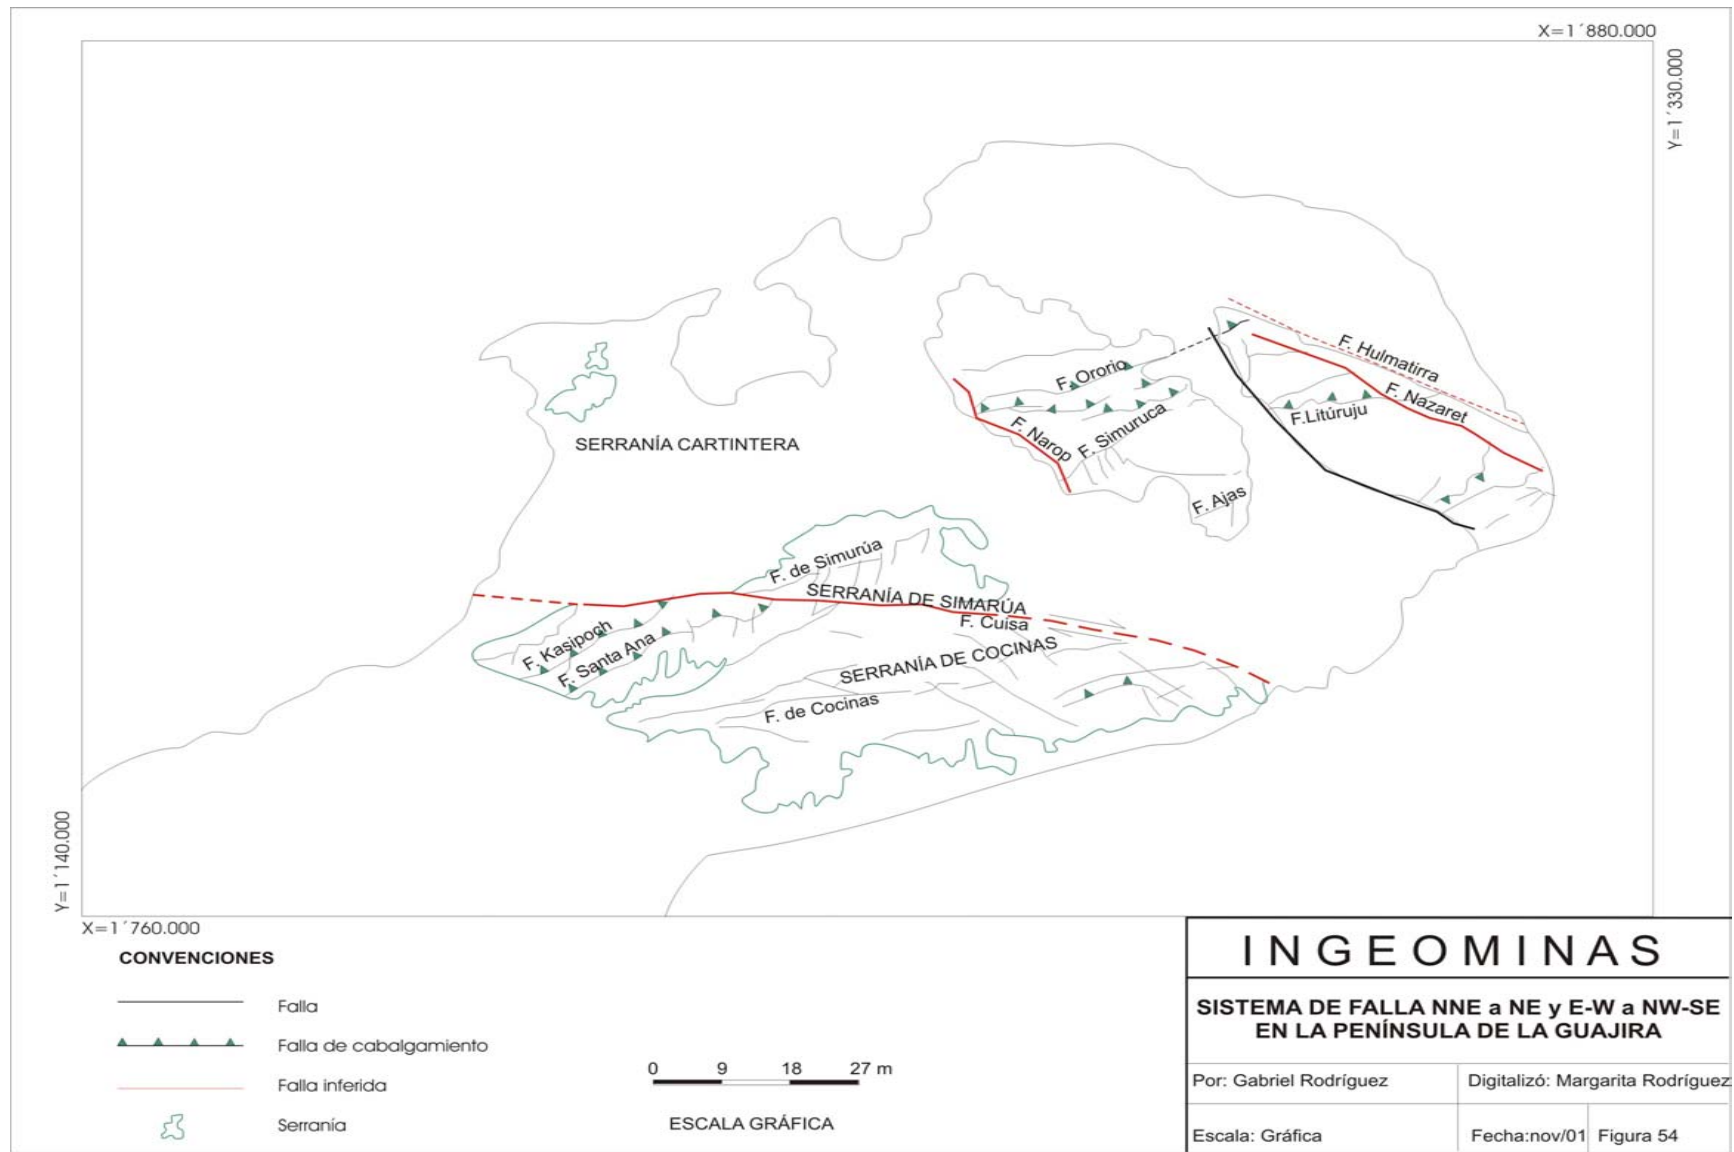 X=1´880.000
Y=1´330.000
F. Hulmatirra
F. Ororio
F. Nazaret
F.Litúruju
F. Simuruca
F. Narop
SERRANÍA CARTINTERA
F. Ajas
F. de Simurúa
SERRANÍA DE SIMARÚA
F. Cuisa
F. Kasipoch
F. Santa Ana
SERRANÍA DE COCINAS
F. de Cocinas
Y=1´140.000
X=1´760.000
CONVENCIONES
Falla
Falla de cabalgamiento
Falla inferida
Serranía
0 9 18 27 m
ESCALA GRÁFICA
INGEOMINAS
SISTEMA DE FALLA NNE a NE y E-W a NW-SE
EN LA PENÍNSULA DE LA GUAJIRA
Por: Gabriel Rodríguez
Digitalizó: Margarita Rodríguez
Escala: Gráfica
Fecha:nov/01
Figura 54